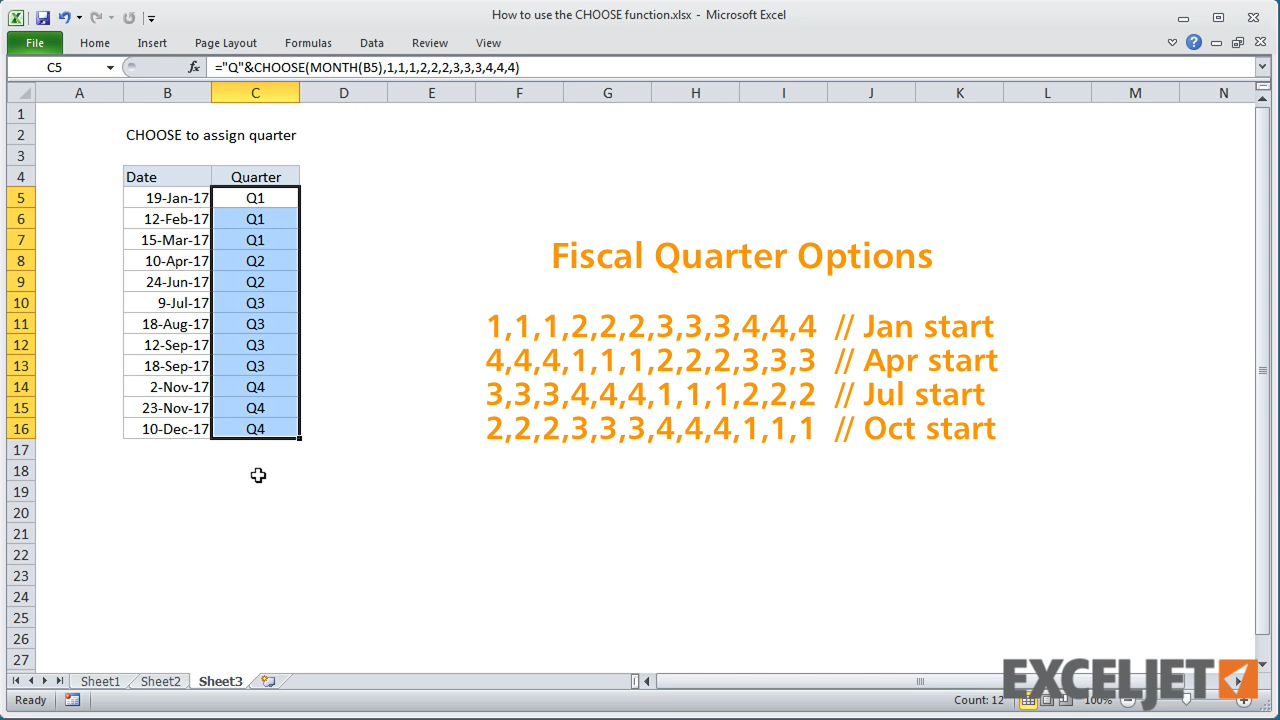 How to use the CHOOSE function.xlsx - Microsoft Excel
File Home Insert Page Layout Formulas Data Review View
C5 fx ="Q"&CHOOSE(MONTH(B5),1,1,1,2,2,2,3,3,3,4,4,4)
A B C D E F G H I J K L M N
1
2 CHOOSE to assign quarter
3
4 Date Quarter
5 19-Jan-17 Q1
6 12-Feb-17 Q1
7 15-Mar-17 Q1
8 10-Apr-17 Q2
9 24-Jun-17 Q2
10 9-Jul-17 Q3
11 18-Aug-17 Q3
12 12-Sep-17 Q3
13 18-Sep-17 Q3
14 2-Nov-17 Q4
15 23-Nov-17 Q4
16 10-Dec-17 Q4
17
18
19
20
21
22
23
24
25
26
27
Fiscal Quarter Options
1,1,1,2,2,2,3,3,3,4,4,4 // Jan start
4,4,4,1,1,1,2,2,2,3,3,3 // Apr start
3,3,3,4,4,4,1,1,1,2,2,2 // Jul start
2,2,2,3,3,3,4,4,4,1,1,1 // Oct start
Sheet1 Sheet2 Sheet3
EXCELJET
Ready Count: 12 100%